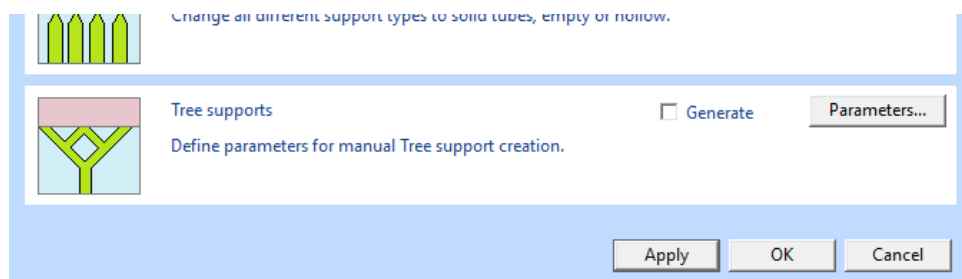 Change all different support types to solid tubes, empty or hollow.
Tree supports
Generate
Parameters...
Define parameters for manual Tree support creation.
Apply
OK
Cancel